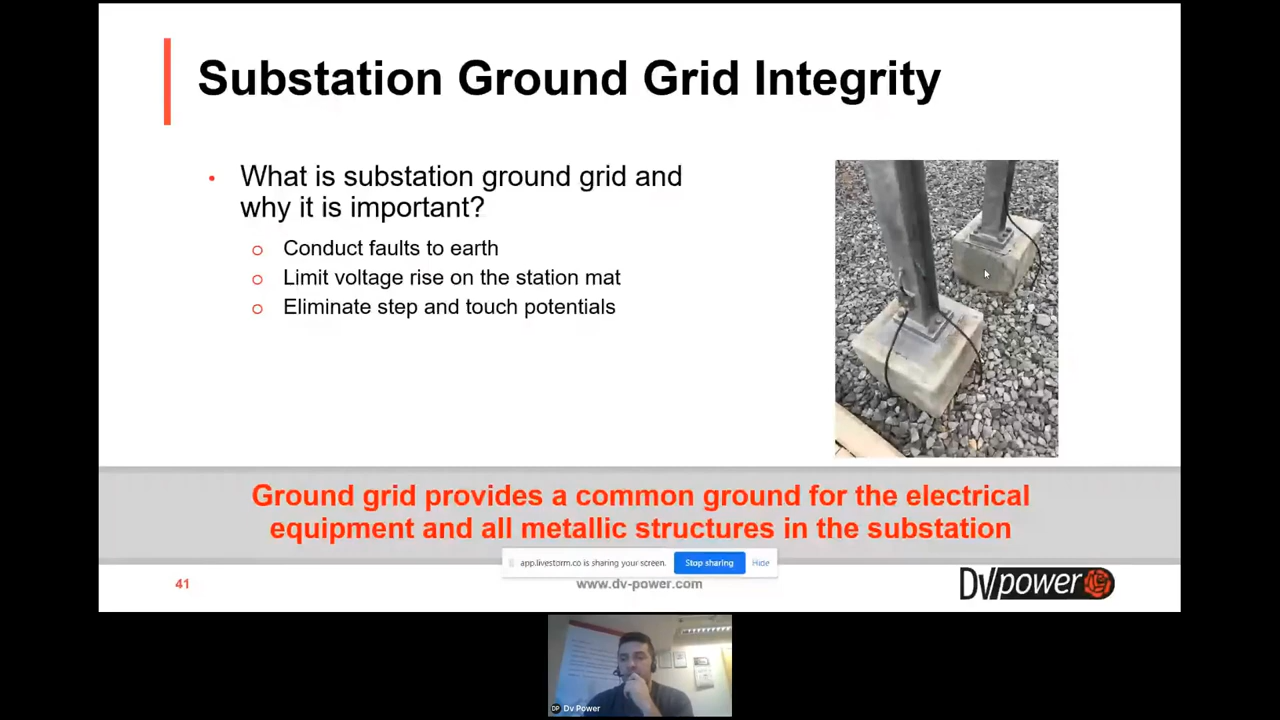 Substation Ground Grid Integrity
• What is substation ground grid and
why it is important?
o Conduct faults to earth
o Limit voltage rise on the station mat
o Eliminate step and touch potentials
Ground grid provides a common ground for the electrical
equipment and all metallic structures in the substation
app.livestorm.co is sharing your screen. Stop sharing Hide
41
www.dv-power.com
DV power
DP Dv Power